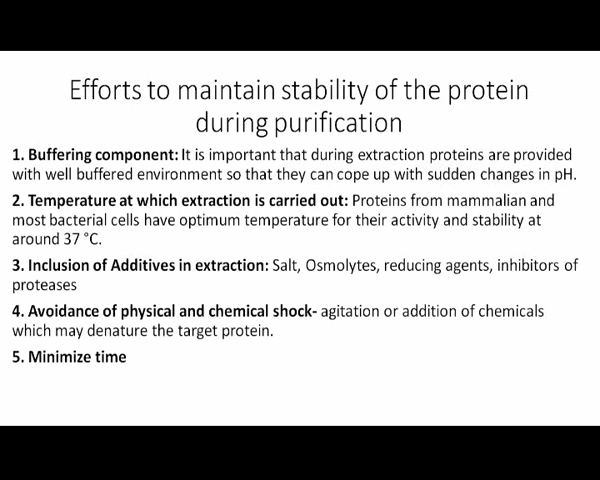 Efforts to maintain stability of the protein
during purification
1. Buffering component: It is important that during extraction proteins are provided
with well buffered environment so that they can cope up with sudden changes in pH.
2. Temperature at which extraction is carried out: Proteins from mammalian and
most bacterial cells have optimum temperature for their activity and stability at
around 37 °C.
3. Inclusion of Additives in extraction: Salt, Osmolytes, reducing agents, inhibitors of
proteases
4. Avoidance of physical and chemical shock- agitation or addition of chemicals
which may denature the target protein.
5. Minimize time